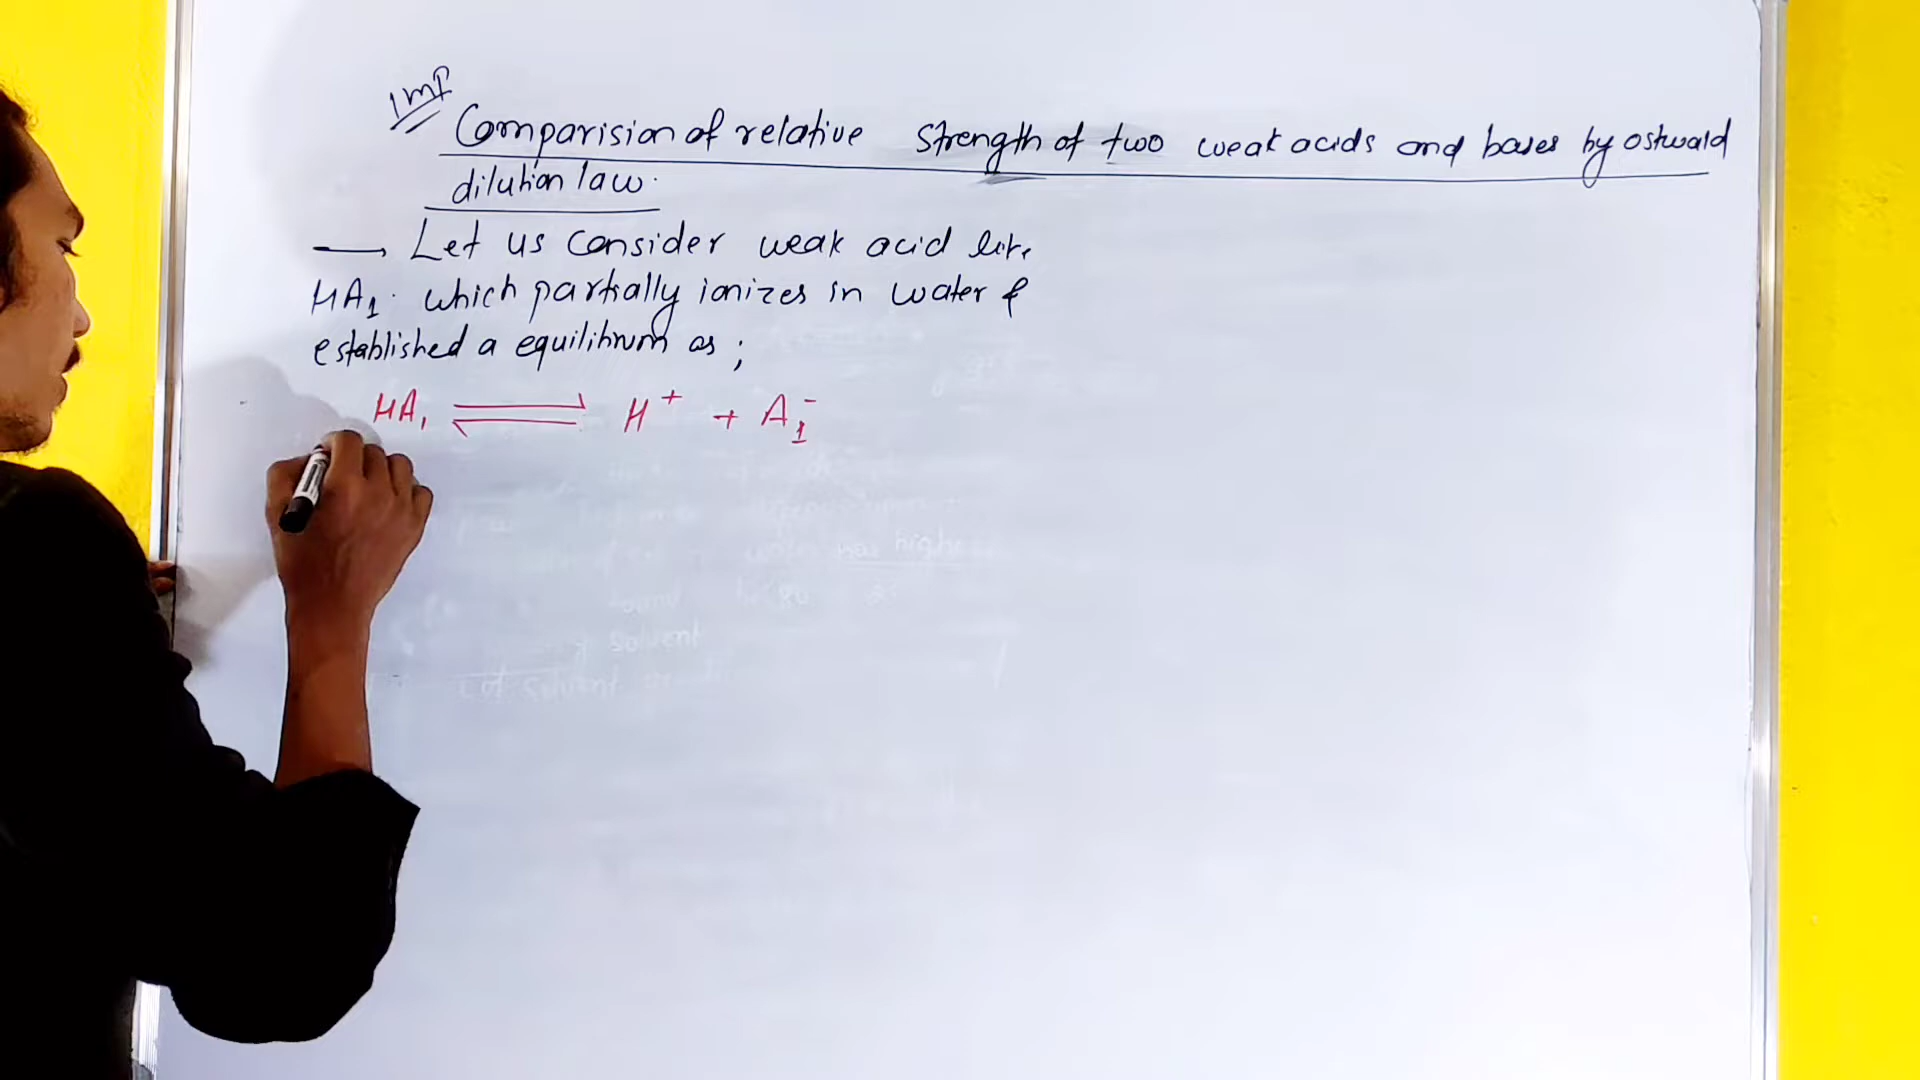 Imp
Comparision of relative strength of two weak acids and bases by ostwald
dilution law.
→ Let us consider weak acid like
HA₁. which partially ionizes in water &
established a equilibrium as ;
HA₁ ⇌ H⁺ + A₁⁻